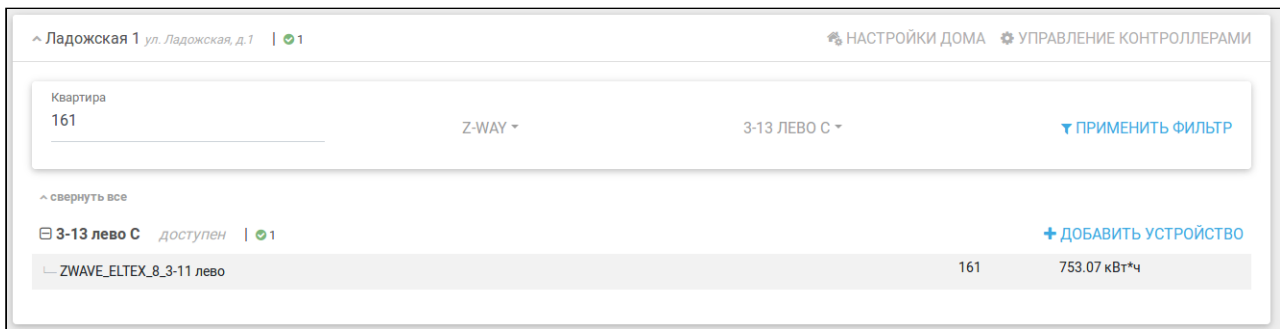 Ладожская 1 ул. Ладожская, д.1 | 1 НАСТРОЙКИ ДОМА УПРАВЛЕНИЕ КОНТРОЛЛЕРАМИ
Квартира
161 Z-WAY 3-13 ЛЕВО С ПРИМЕНИТЬ ФИЛЬТР
свернуть все
3-13 лево С доступен | 1 + ДОБАВИТЬ УСТРОЙСТВО
ZWAVE_ELTEX_8_3-11 лево 161 753.07 кВт*ч